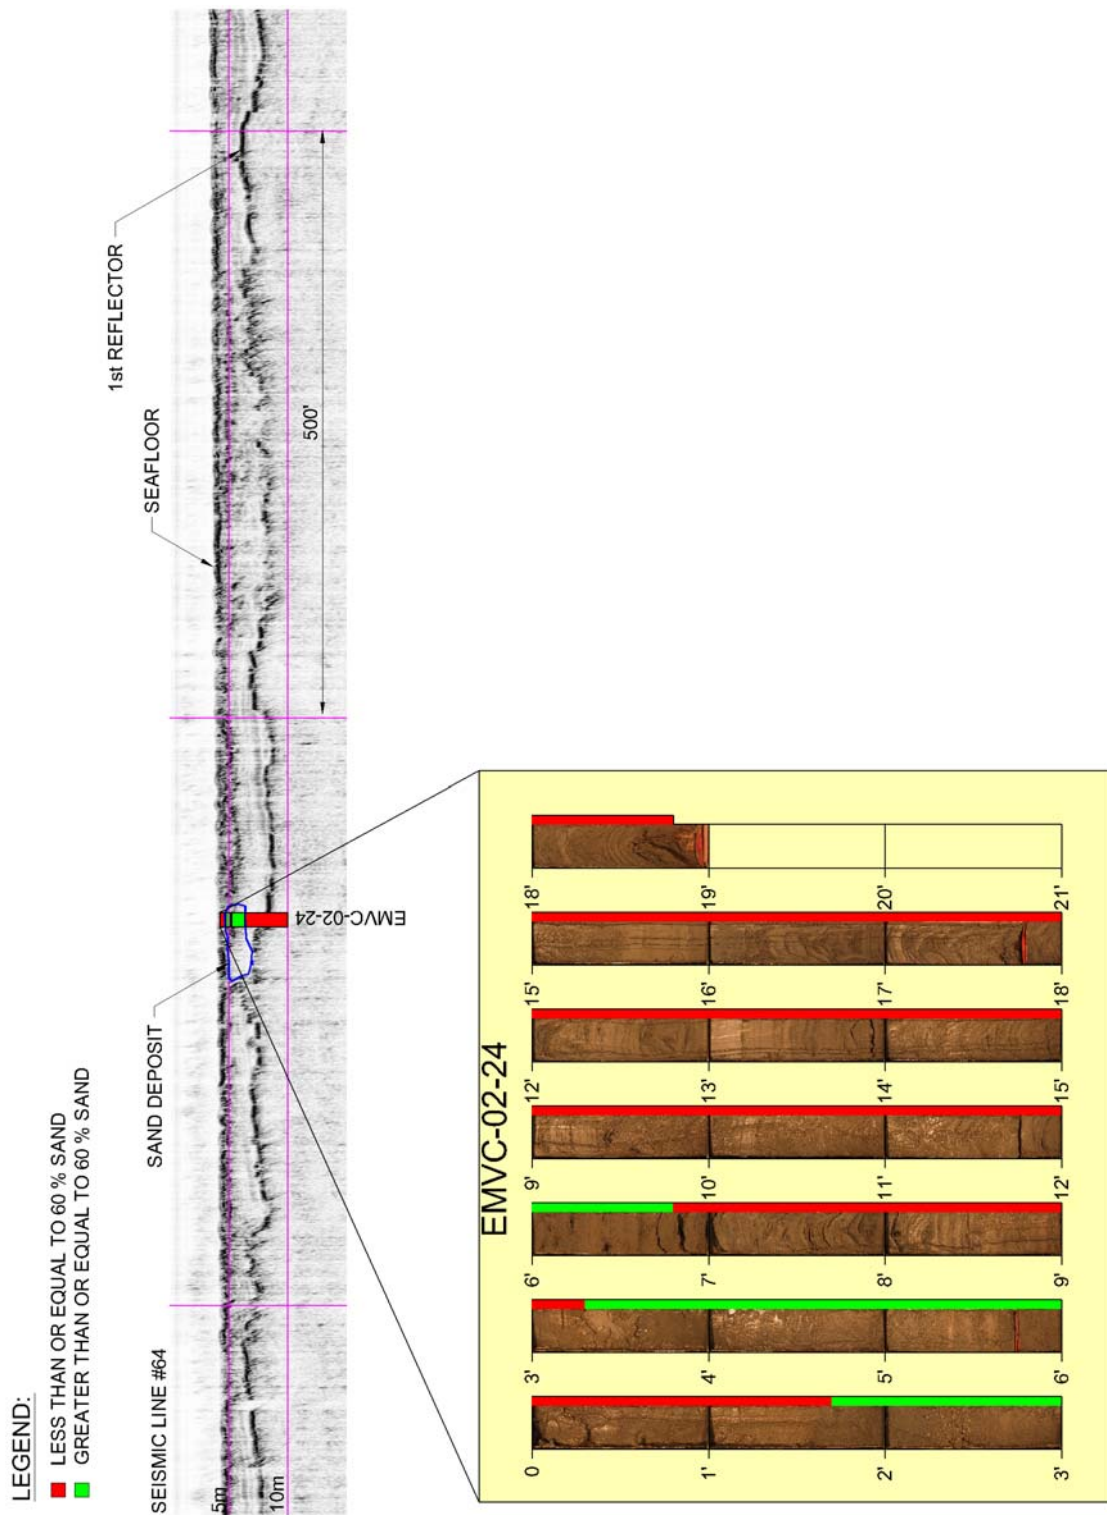 LEGEND:
LESS THAN OR EQUAL TO 60 % SAND
GREATER THAN OR EQUAL TO 60 % SAND
SEISMIC LINE #64
SAND DEPOSIT
SEAFLOOR
1st REFLECTOR
5m
10m
500'
EMVC-02-24
EMVC-02-24
0
1'
2'
3'
3'
4'
5'
6'
6'
7'
8'
9'
9'
10'
11'
12'
12'
13'
14'
15'
15'
16'
17'
18'
18'
19'
20'
21'